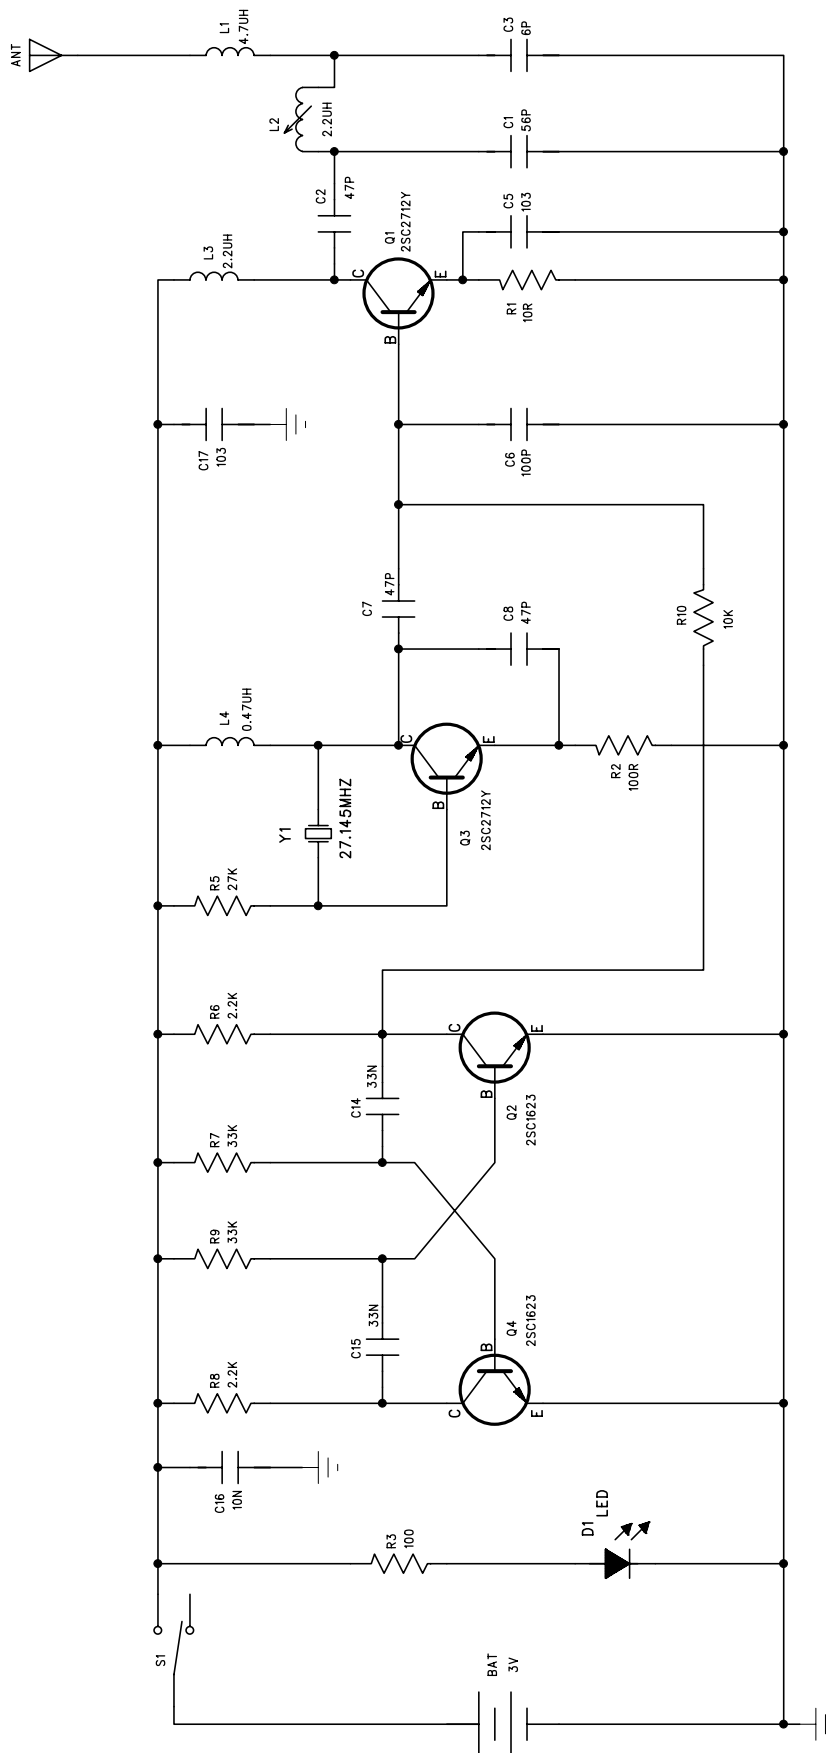 ANT
L1
4.7UH
C3
6P
L2
2.2UH
C1
56P
C2
47P
C5
103
Q1
2SC2712Y
L3
2.2UH
C
E
B
R1
10R
C17
103
C6
100P
C7
47P
C8
47P
R10
10K
L4
0.47UH
C
E
B
R2
100R
Y1
27.145MHZ
Q3
2SC2712Y
R5
27K
R6
2.2K
C
E
B
C14
33N
Q2
2SC1623
R7
33K
R9
33K
C15
33N
Q4
2SC1623
B
C
E
R8
2.2K
C16
10N
R3
100
D1
LED
S1
BAT
3V